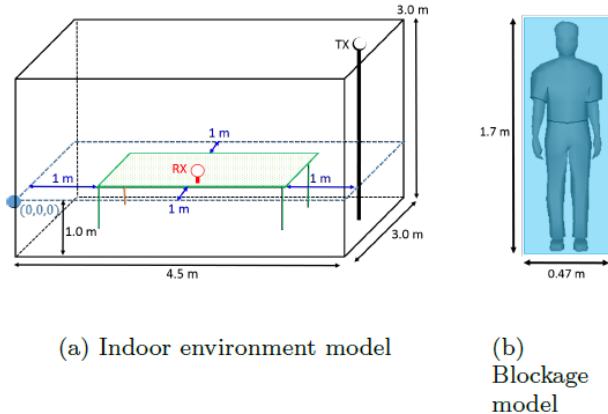 3.0 m
TX
1 m
RX
1 m
1 m
1 m
(0,0,0)
1.0 m
3.0 m
4.5 m
1.7 m
0.47 m
(a) Indoor environment model
(b)
Blockage
model